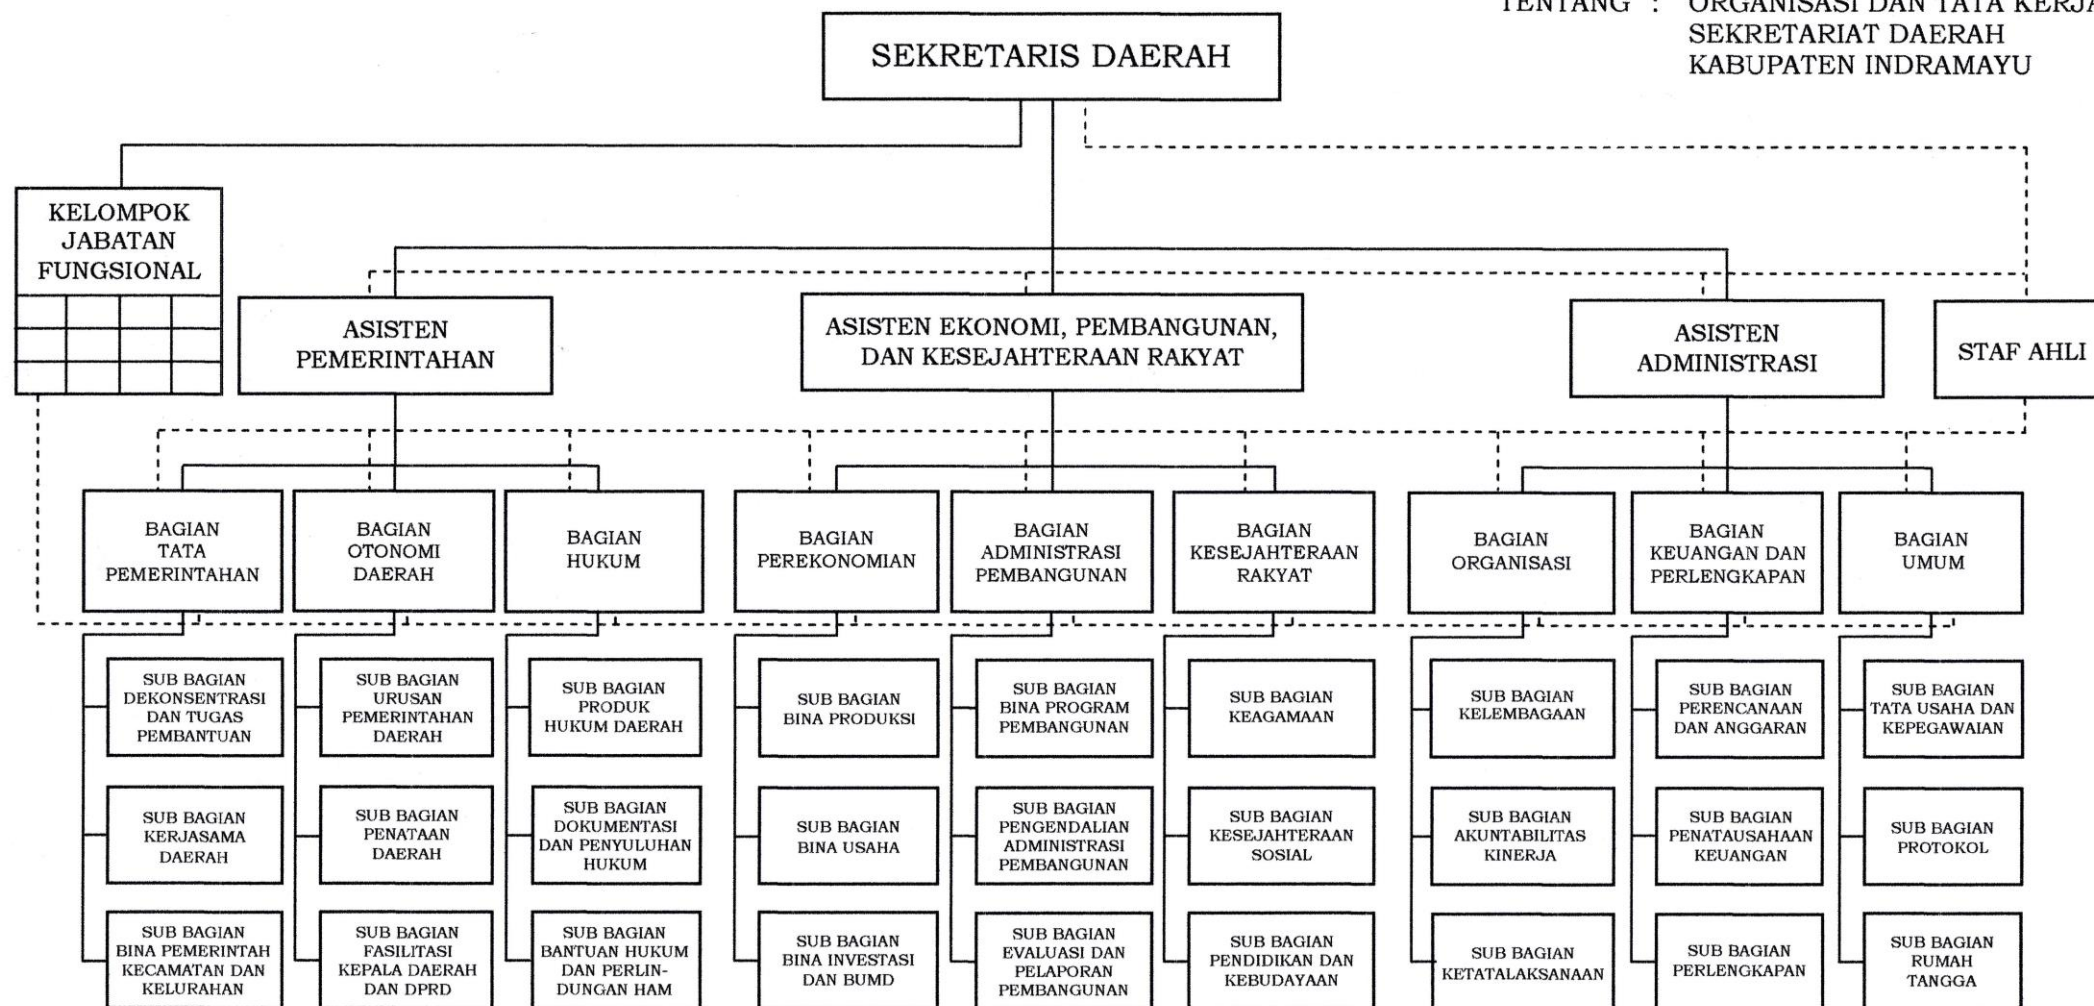 TENTANG : ORGANISASI DAN TATA KERJA
SEKRETARIAT DAERAH
KABUPATEN INDRAMAYU
SEKRETARIS DAERAH
KELOMPOK
JABATAN
FUNGSIONAL
ASISTEN
PEMERINTAHAN
ASISTEN EKONOMI, PEMBANGUNAN,
DAN KESEJAHTERAAN RAKYAT
ASISTEN
ADMINISTRASI
STAF AHLI
BAGIAN
TATA
PEMERINTAHAN
BAGIAN
OTONOMI
DAERAH
BAGIAN
HUKUM
BAGIAN
PEREKONOMIAN
BAGIAN
ADMINISTRASI
PEMBANGUNAN
BAGIAN
KESEJAHTERAAN
RAKYAT
BAGIAN
ORGANISASI
BAGIAN
KEUANGAN DAN
PERLENGKAPAN
BAGIAN
UMUM
SUB BAGIAN
DEKONSENTRASI
DAN TUGAS
PEMBANTUAN
SUB BAGIAN
URUSAN
PEMERINTAHAN
DAERAH
SUB BAGIAN
PRODUK
HUKUM DAERAH
SUB BAGIAN
BINA PRODUKSI
SUB BAGIAN
BINA PROGRAM
PEMBANGUNAN
SUB BAGIAN
KEAGAMAAN
SUB BAGIAN
KELEMBAGAAN
SUB BAGIAN
PERENCANAAN
DAN ANGGARAN
SUB BAGIAN
TATA USAHA DAN
KEPEGAWAIAN
SUB BAGIAN
KERJASAMA
DAERAH
SUB BAGIAN
PENATAAN
DAERAH
SUB BAGIAN
DOKUMENTASI
DAN PENYULUHAN
HUKUM
SUB BAGIAN
BINA USAHA
SUB BAGIAN
PENGENDALIAN
ADMINISTRASI
PEMBANGUNAN
SUB BAGIAN
KESEJAHTERAAN
SOSIAL
SUB BAGIAN
AKUNTABILITAS
KINERJA
SUB BAGIAN
PENATAUSAHAAN
KEUANGAN
SUB BAGIAN
PROTOKOL
SUB BAGIAN
BINA PEMERINTAH
KECAMATAN DAN
KELURAHAN
SUB BAGIAN
FASILITASI
KEPALA DAERAH
DAN DPRD
SUB BAGIAN
BANTUAN HUKUM
DAN PERLIN-
DUNGAN HAM
SUB BAGIAN
BINA INVESTASI
DAN BUMD
SUB BAGIAN
EVALUASI DAN
PELAPORAN
PEMBANGUNAN
SUB BAGIAN
PENDIDIKAN DAN
KEBUDAYAAN
SUB BAGIAN
KETATALAKSANAAN
SUB BAGIAN
PERLENGKAPAN
SUB BAGIAN
RUMAH
TANGGA